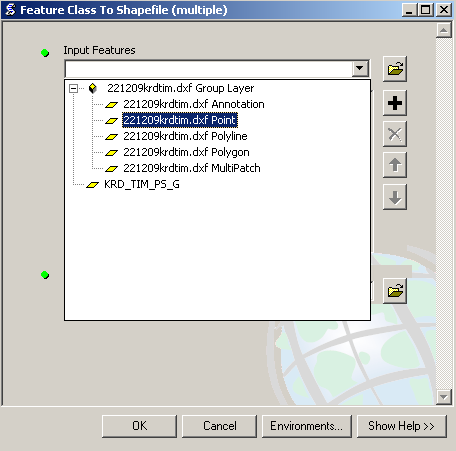 Feature Class To Shapefile (multiple)
Input Features
221209krdtim.dxf Group Layer
221209krdtim.dxf Annotation
221209krdtim.dxf Point
221209krdtim.dxf Polyline
221209krdtim.dxf Polygon
221209krdtim.dxf MultiPatch
KRD_TIM_PS_G
OK Cancel Environments... Show Help >>